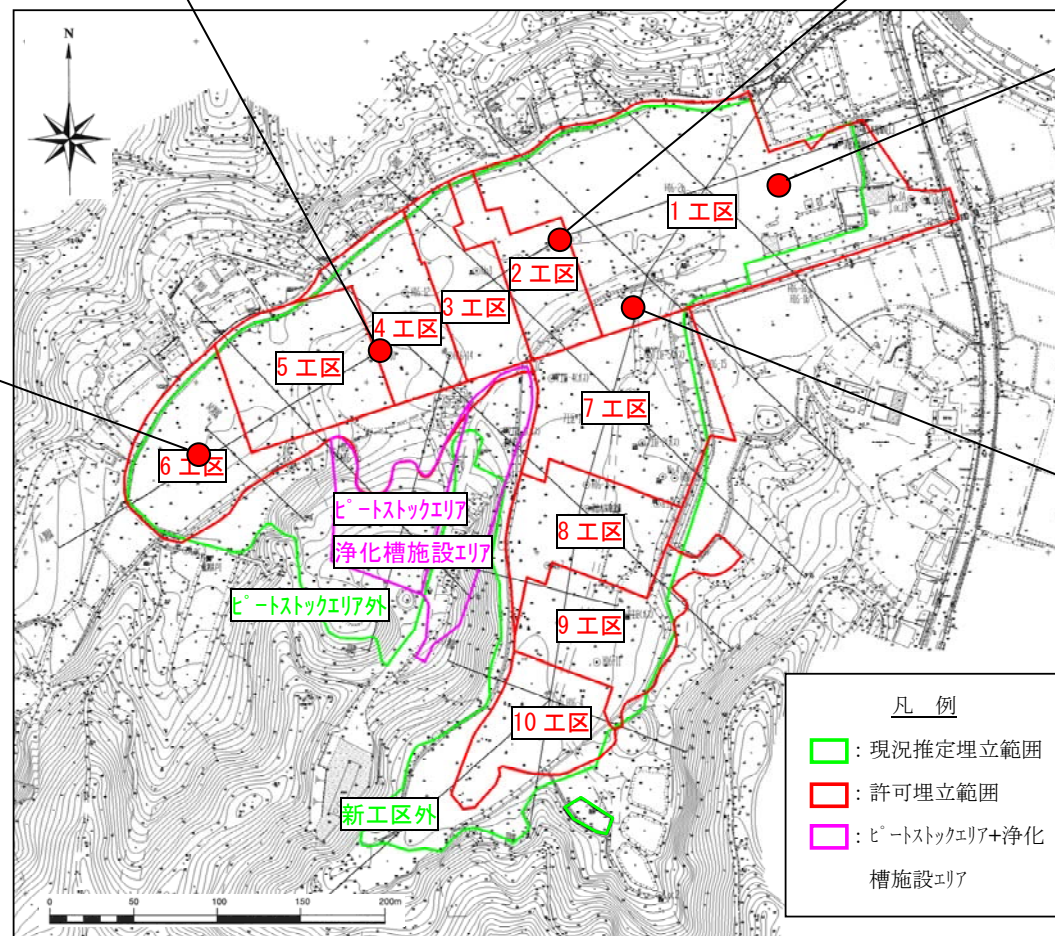 N
1 工区
2 工区
3 工区
4 工区
5 工区
6 工区
7 工区
ピートストックエリア
8 工区
浄化槽施設エリア
ピートストックエリア外
9 工区
10 工区
新工区外
凡 例
: 現況推定埋立範囲
: 許可埋立範囲
: ピートストックエリア+浄化
槽施設エリア
0 50 100 150 200m